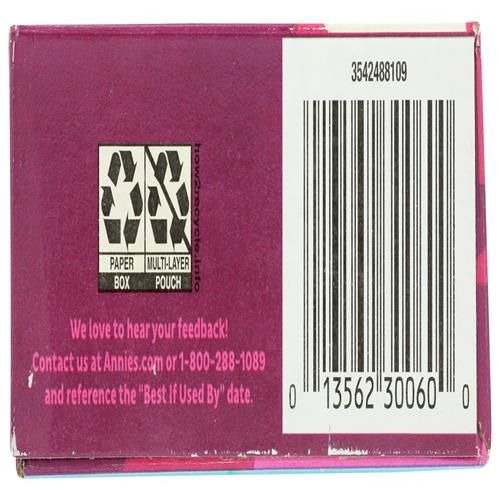 3542488109
how2recycle.info
PAPER
BOX
MULTI-LAYER
POUCH
We love to hear your feedback!
Contact us at Annies.com or 1-800-288-1089
and reference the "Best If Used By" date.
0 13562 30060 0